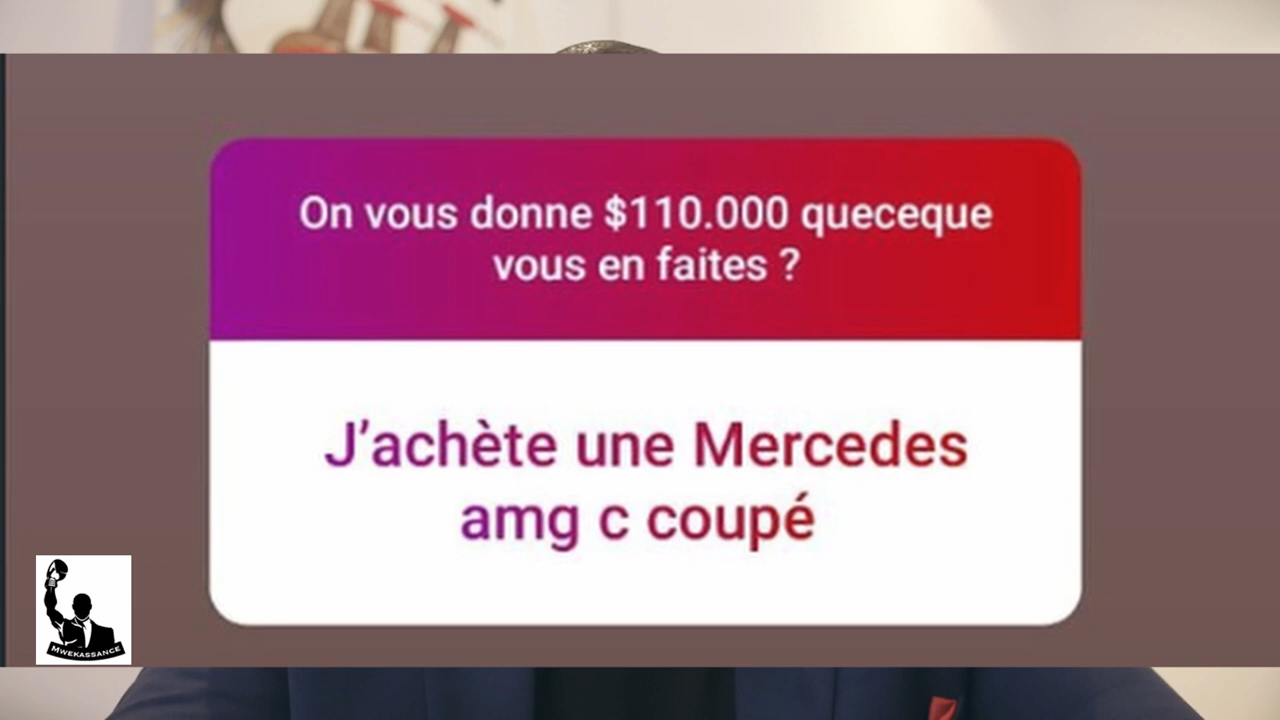 On vous donne $110.000 queceque
vous en faites ?
J'achète une Mercedes
amg c coupé
MWEKASSANCE